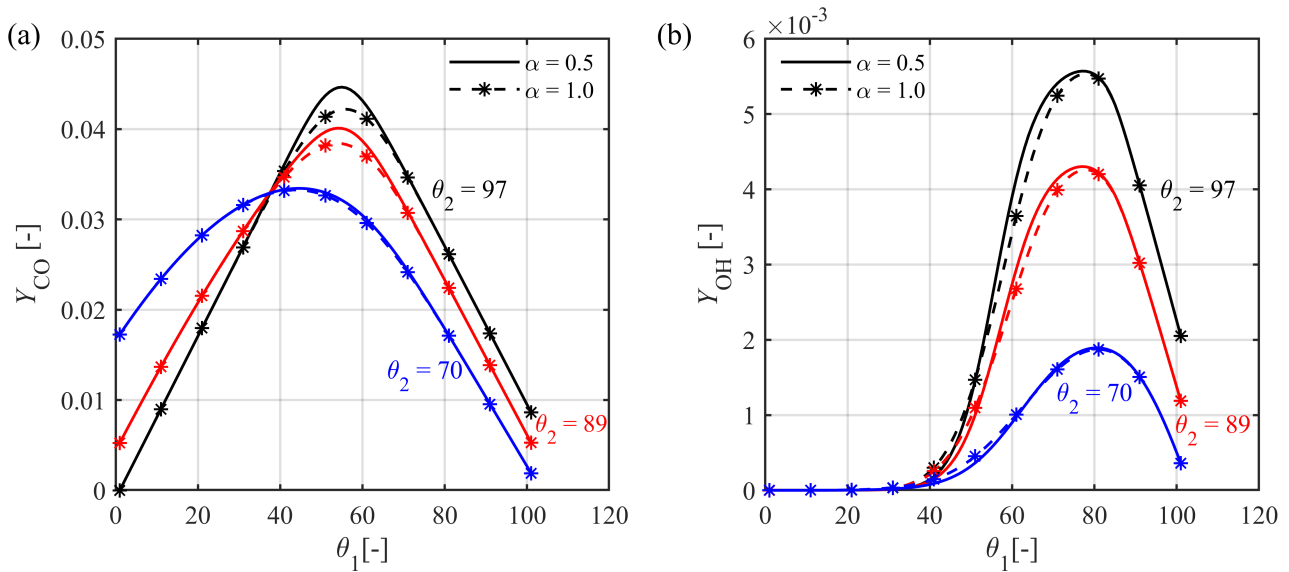 (a)
0.05
0.04
0.03
0.02
0.01
0
0 20 40 60 80 100 120
Y_CO [-]
θ_1[-]
α = 0.5
α = 1.0
θ_2 = 97
θ_2 = 70
θ_2 = 89
(b)
×10^-3
6
5
4
3
2
1
0
0 20 40 60 80 100 120
Y_OH [-]
θ_1[-]
α = 0.5
α = 1.0
θ_2 = 97
θ_2 = 70
θ_2 = 89